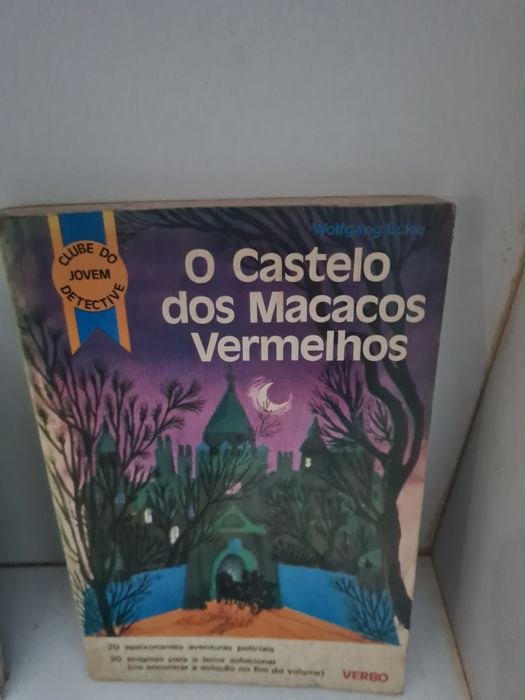 Wolfgang Ecke
CLUBE DO
JOVEM
DETECTIVE
O Castelo
dos Macacos
Vermelhos
20 apaixonantes aventuras policiais
20 enigmas para o leitor solucionar
(ou encontrar a solução no fim do volume)
VERBO